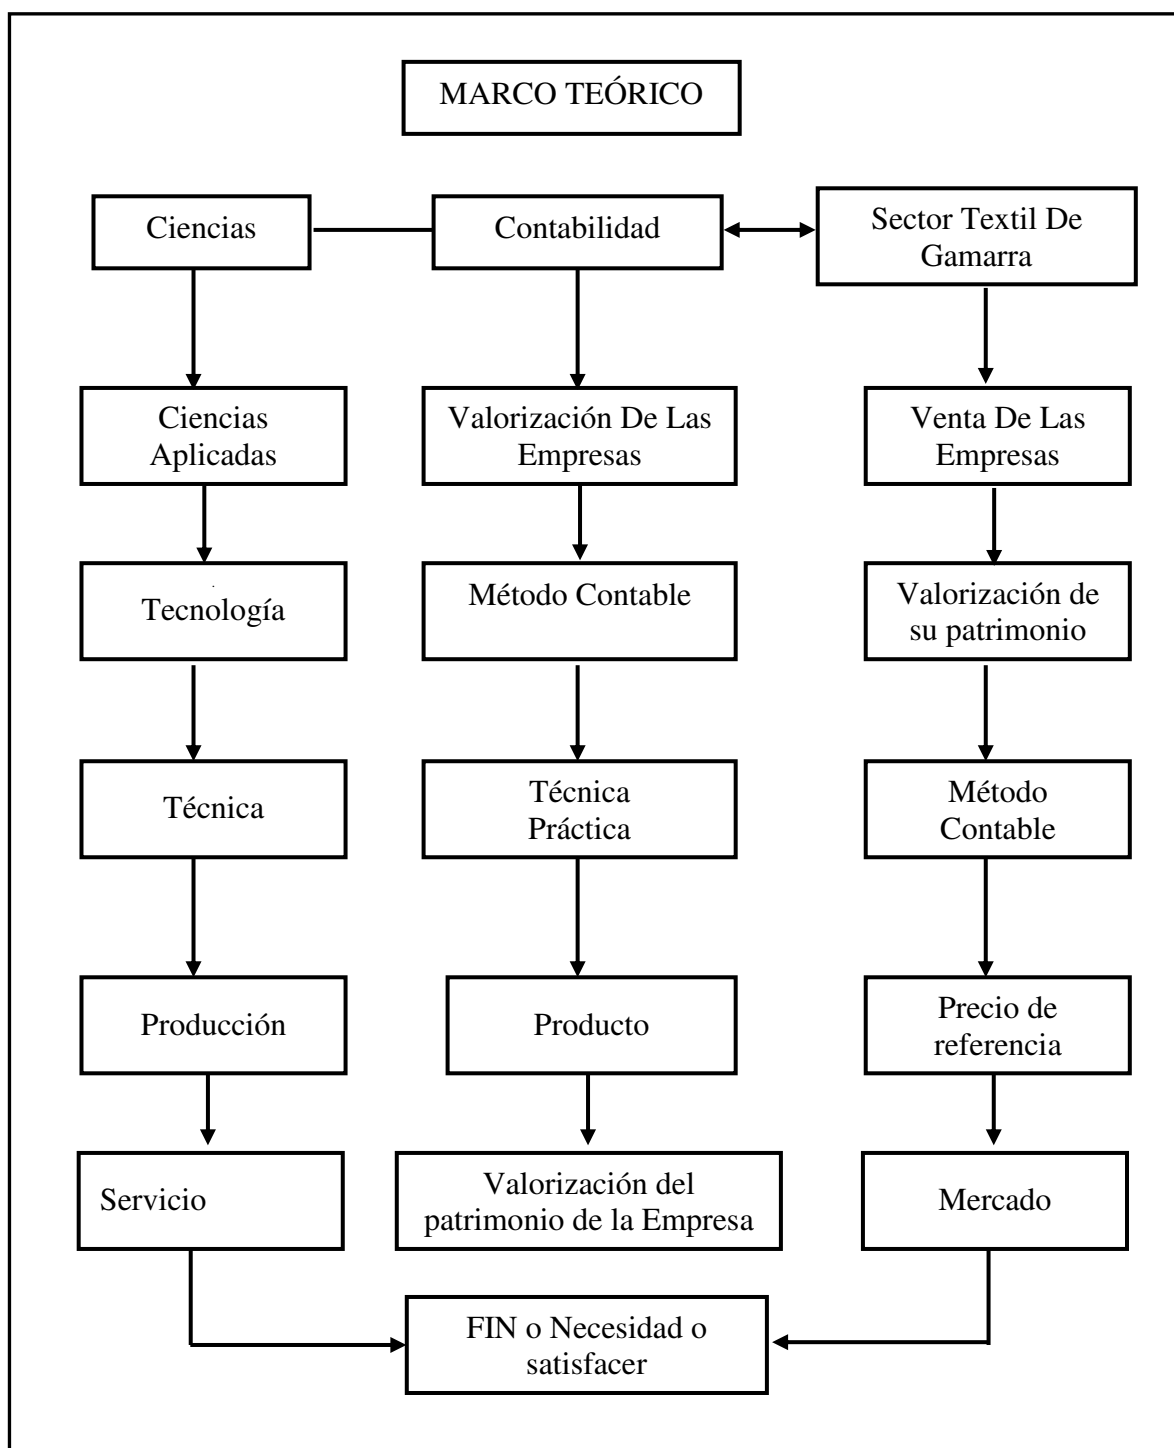 MARCO TEÓRICO
Ciencias
Contabilidad
Sector Textil De
Gamarra
Ciencias
Aplicadas
Valorización De Las
Empresas
Venta De Las
Empresas
Tecnología
Método Contable
Valorización de
su patrimonio
Técnica
Técnica
Práctica
Método
Contable
Producción
Producto
Precio de
referencia
Servicio
Valorización del
patrimonio de la Empresa
Mercado
FIN o Necesidad o
satisfacer